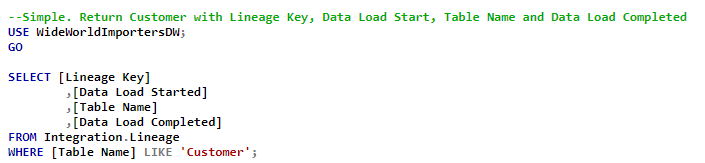 --Simple. Return Customer with Lineage Key, Data Load Start, Table Name and Data Load Completed
USE WideWorldImportersDW;
GO
SELECT [Lineage Key]
,[Data Load Started]
,[Table Name]
,[Data Load Completed]
FROM Integration.Lineage
WHERE [Table Name] LIKE 'Customer';